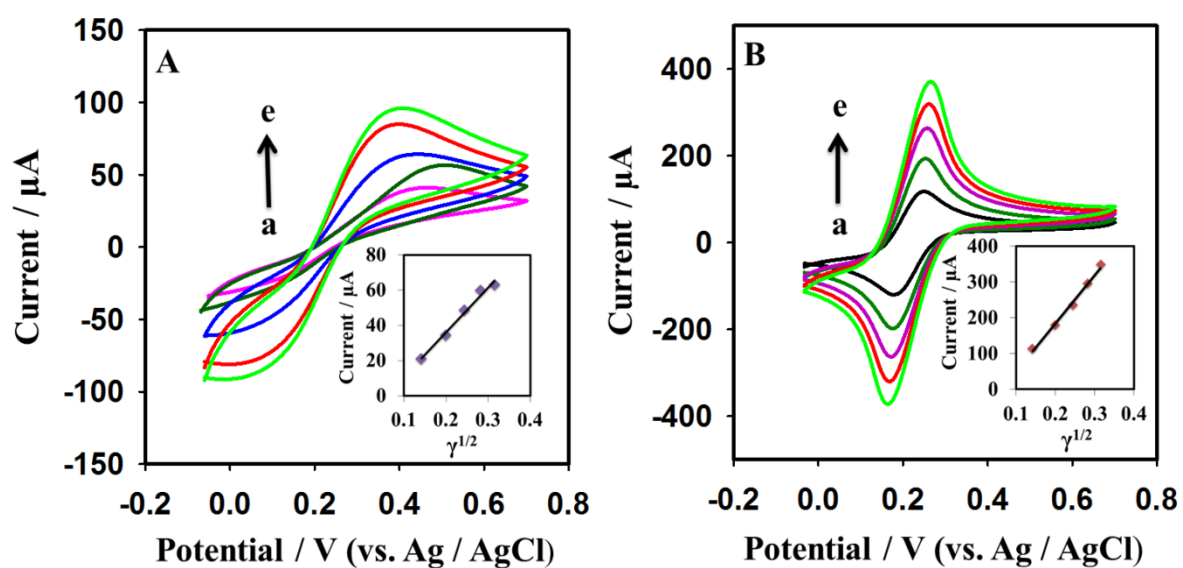 A
e
a
150
100
50
0
-50
-100
-150
-0.2 0.0 0.2 0.4 0.6 0.8
Current / µA
Potential / V (vs. Ag / AgCl)
80
60
40
20
0
0.1 0.2 0.3 0.4
Current / µA
γ1/2
B
e
a
400
200
0
-200
-400
-0.2 0.0 0.2 0.4 0.6 0.8
Current / µA
Potential / V (vs. Ag / AgCl)
400
300
200
100
0
0.1 0.2 0.3 0.4
Current / µA
γ1/2